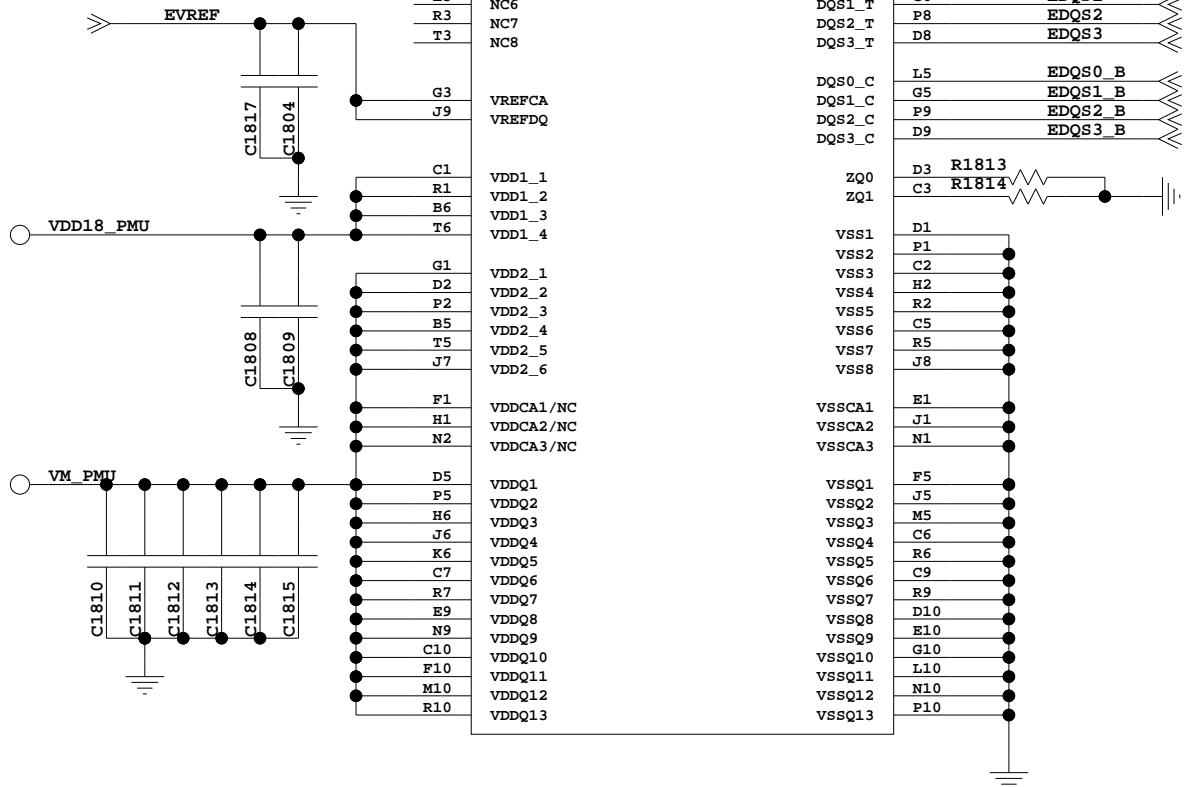 NC6 DQS1_T
EVREF R3 NC7 DQS2_T P8 EDQS2
T3 NC8 DQS3_T D8 EDQS3
DQS0_C L5 EDQS0_B
G3 VREFCA DQS1_C G5 EDQS1_B
J9 VREFDQ DQS2_C P9 EDQS2_B
DQS3_C D9 EDQS3_B
C1817 C1804
C1 VDD1_1 ZQ0 D3 R1813
R1 VDD1_2 ZQ1 C3 R1814
B6 VDD1_3
VDD18_PMU T6 VDD1_4 VSS1 D1
VSS2 P1
G1 VDD2_1 VSS3 C2
D2 VDD2_2 VSS4 H2
P2 VDD2_3 VSS5 R2
B5 VDD2_4 VSS6 C5
T5 VDD2_5 VSS7 R5
J7 VDD2_6 VSS8 J8
C1808 C1809
F1 VDDCA1/NC VSSCA1 E1
H1 VDDCA2/NC VSSCA2 J1
N2 VDDCA3/NC VSSCA3 N1
VM_PMU D5 VDDQ1 VSSQ1 F5
P5 VDDQ2 VSSQ2 J5
H6 VDDQ3 VSSQ3 M5
J6 VDDQ4 VSSQ4 C6
K6 VDDQ5 VSSQ5 R6
C7 VDDQ6 VSSQ6 C9
R7 VDDQ7 VSSQ7 R9
E9 VDDQ8 VSSQ8 D10
N9 VDDQ9 VSSQ9 E10
C10 VDDQ10 VSSQ10 G10
F10 VDDQ11 VSSQ11 L10
M10 VDDQ12 VSSQ12 N10
R10 VDDQ13 VSSQ13 P10
C1810 C1811 C1812 C1813 C1814 C1815